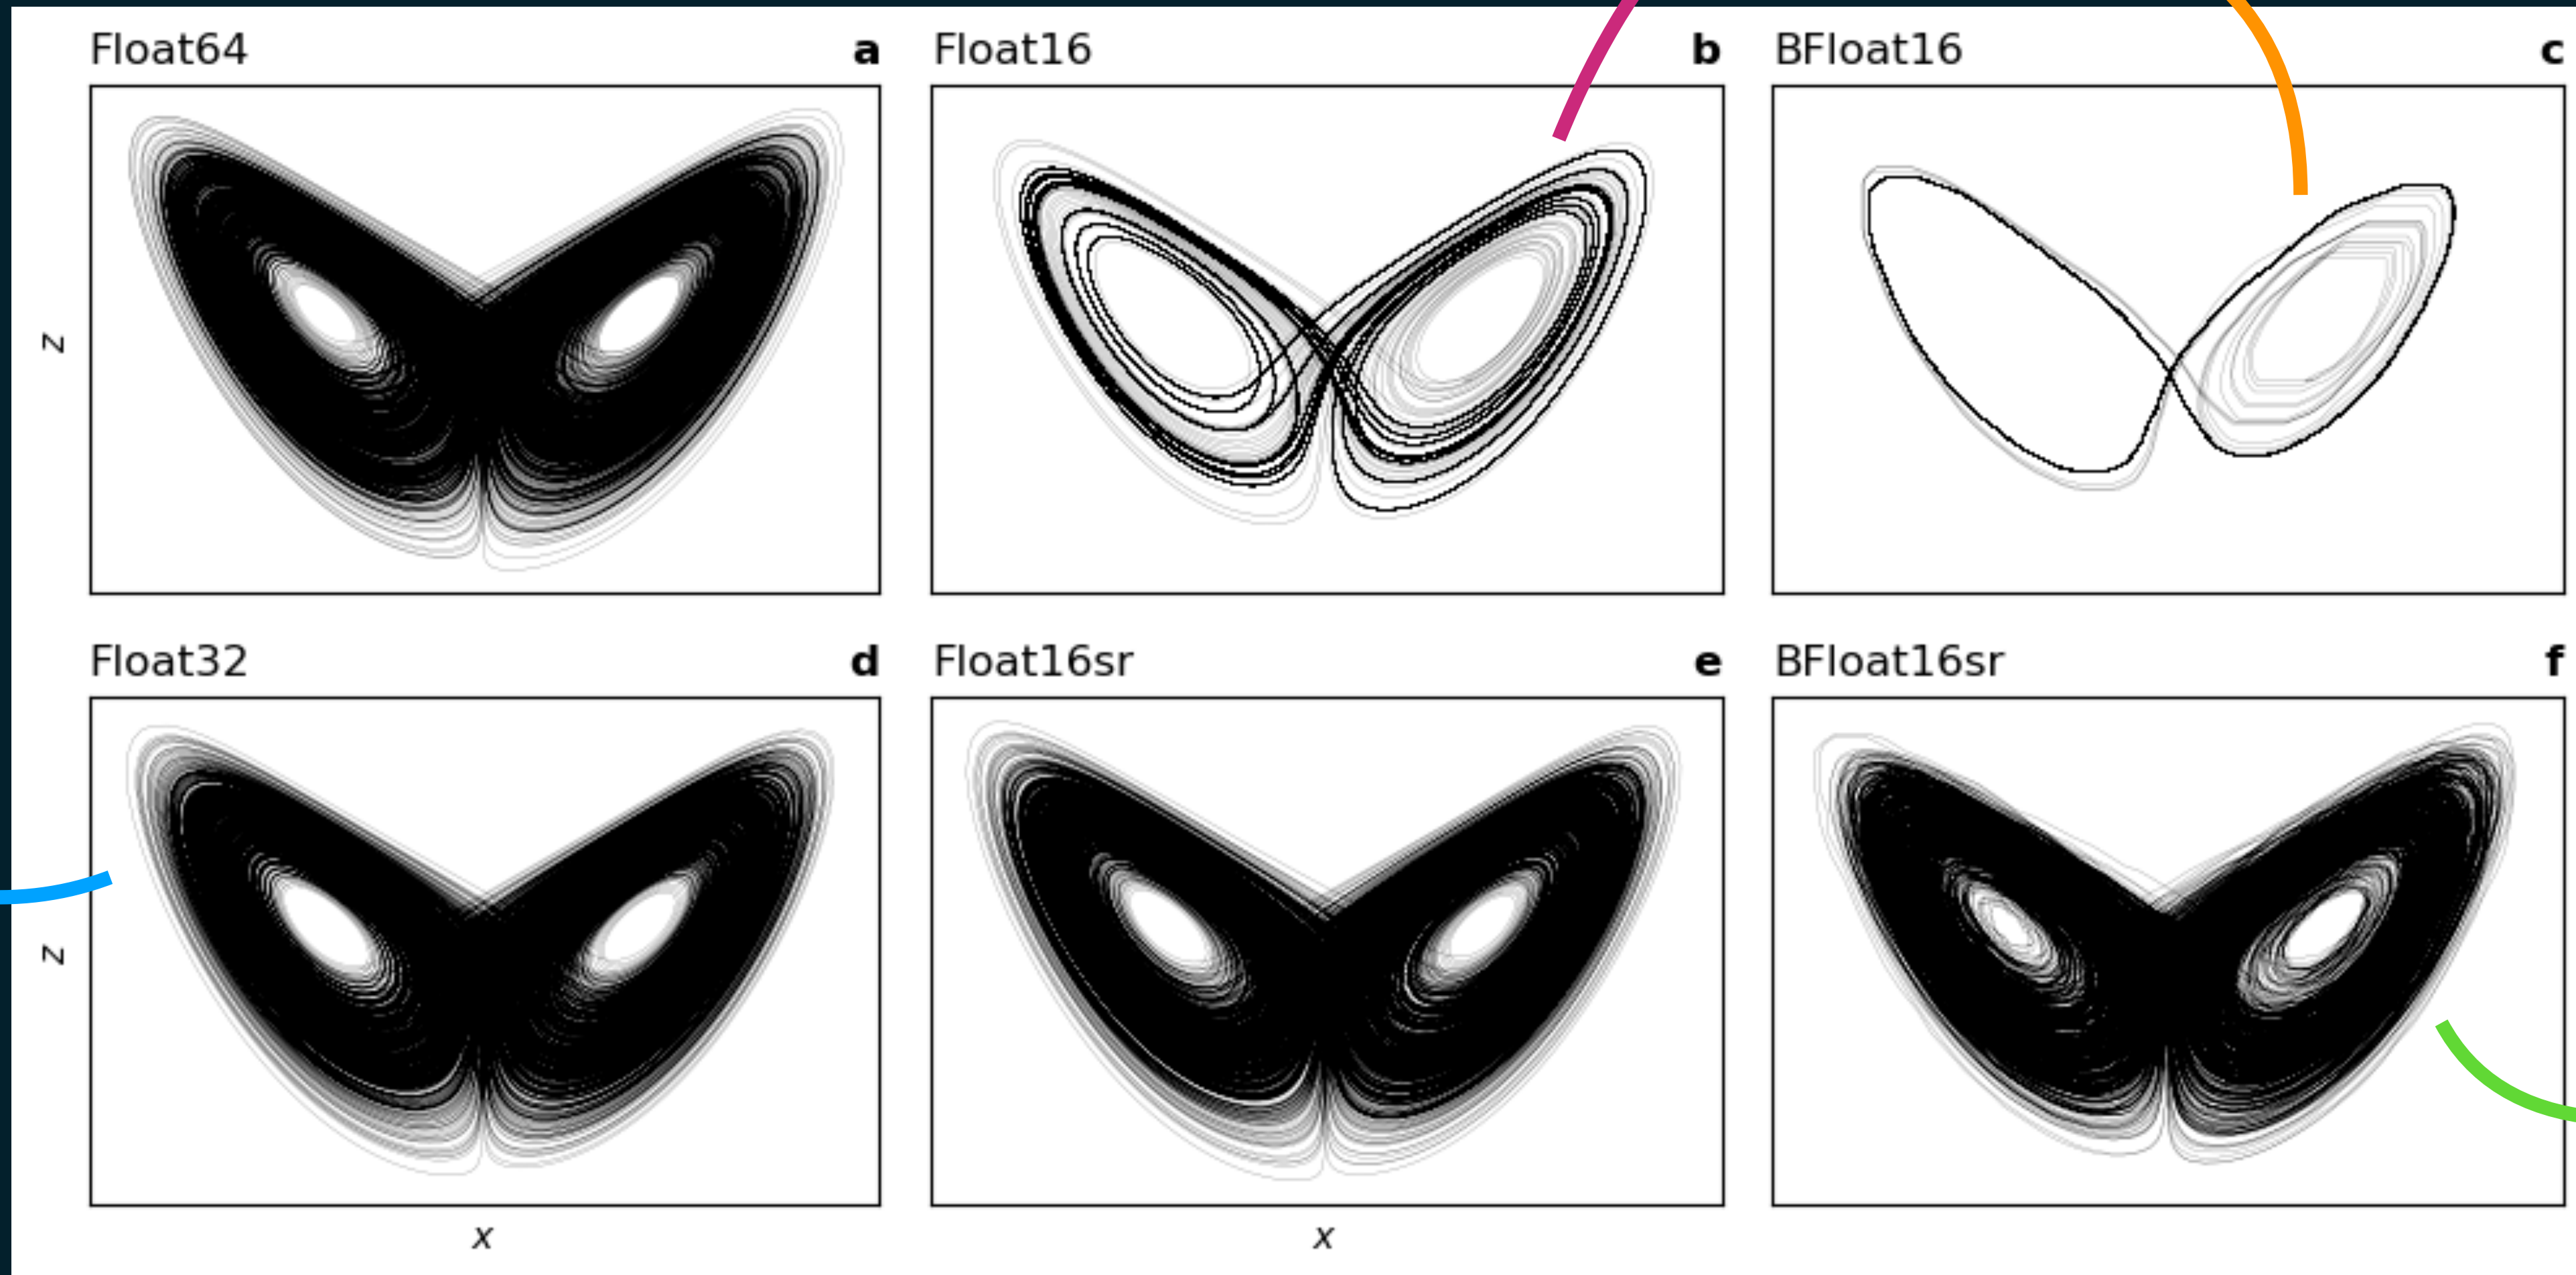 Float64 a Float16 b BFloat16 c
z
Float32 d Float16sr e BFloat16sr f
z
x x